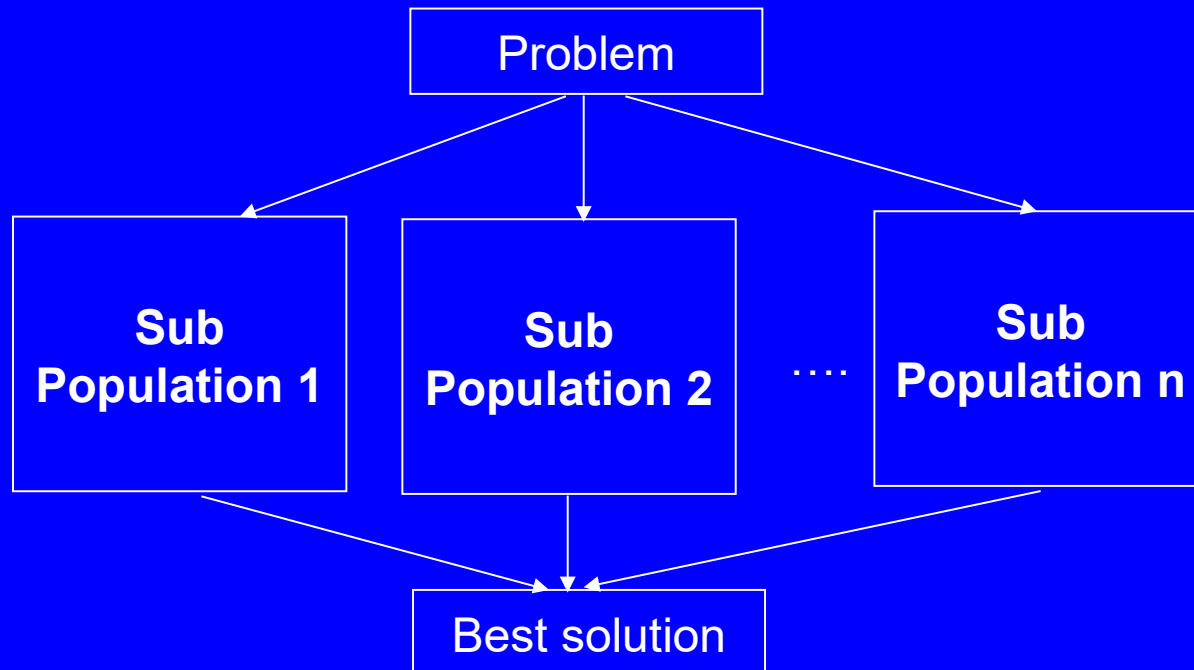 Problem
Sub
Population 1
Sub
Population 2
....
Sub
Population n
Best solution